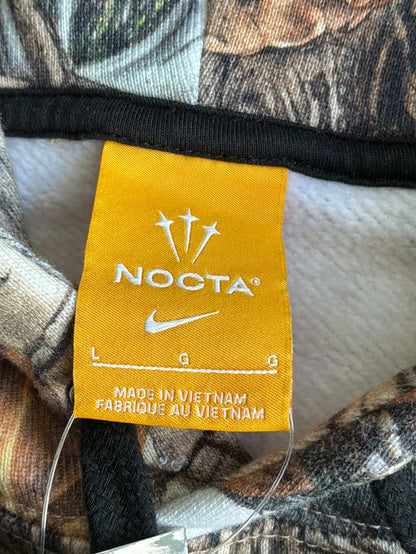 NOCTA®
L G G
MADE IN VIETNAM
FABRIQUE AU VIETNAM